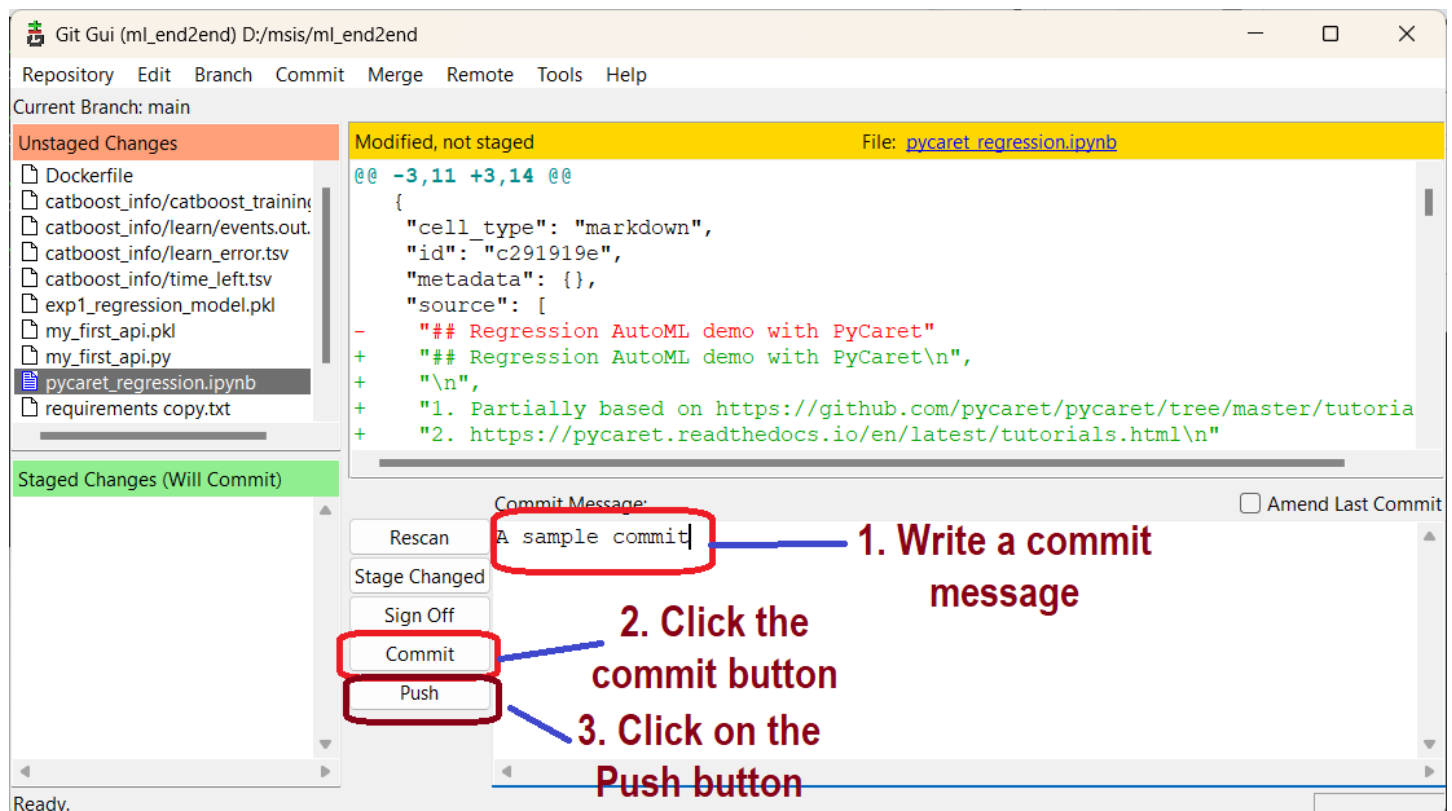 Git Gui (ml_end2end) D:/msis/ml_end2end
Repository Edit Branch Commit Merge Remote Tools Help
Current Branch: main
Unstaged Changes
Dockerfile
catboost_info/catboost_training
catboost_info/learn/events.out.
catboost_info/learn_error.tsv
catboost_info/time_left.tsv
exp1_regression_model.pkl
my_first_api.pkl
my_first_api.py
pycaret_regression.ipynb
requirements copy.txt
Staged Changes (Will Commit)
Modified, not staged File: pycaret_regression.ipynb
@@ -3,11 +3,14 @@
{
"cell_type": "markdown",
"id": "c291919e",
"metadata": {},
"source": [
- "## Regression AutoML demo with PyCaret"
+ "## Regression AutoML demo with PyCaret\n",
+ "\n",
+ "1. Partially based on https://github.com/pycaret/pycaret/tree/master/tutoria
+ "2. https://pycaret.readthedocs.io/en/latest/tutorials.html\n"
Commit Message: Amend Last Commit
Rescan
Stage Changed
Sign Off
Commit
Push
A sample commit
1. Write a commit
message
2. Click the
commit button
3. Click on the
Push button
Ready.